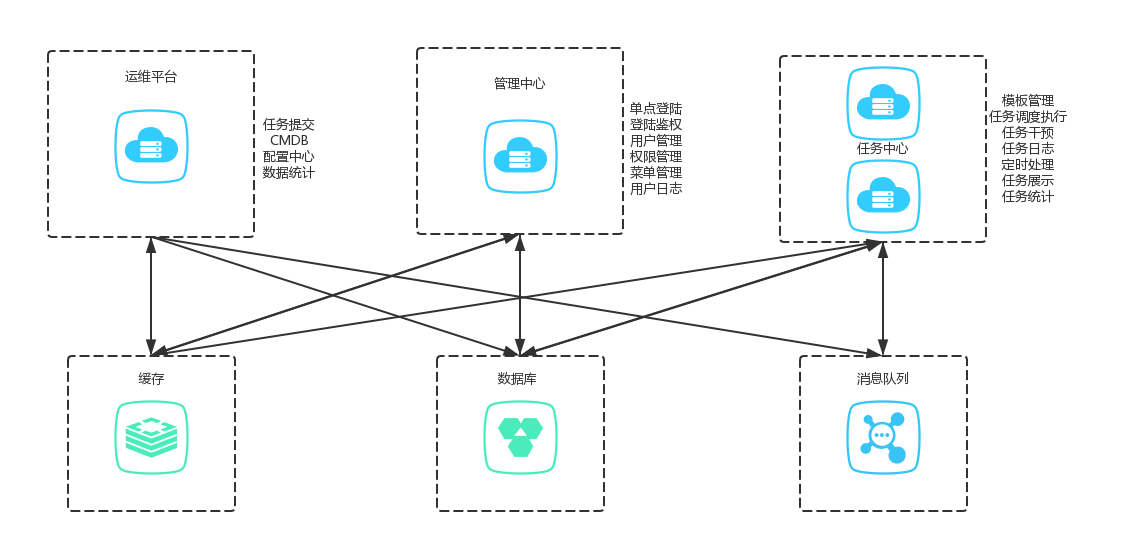 运维平台
任务提交
CMDB
配置中心
数据统计
管理中心
单点登陆
登陆鉴权
用户管理
权限管理
菜单管理
用户日志
任务中心
模板管理
任务调度执行
任务干预
任务日志
定时处理
任务展示
任务统计
缓存
数据库
消息队列